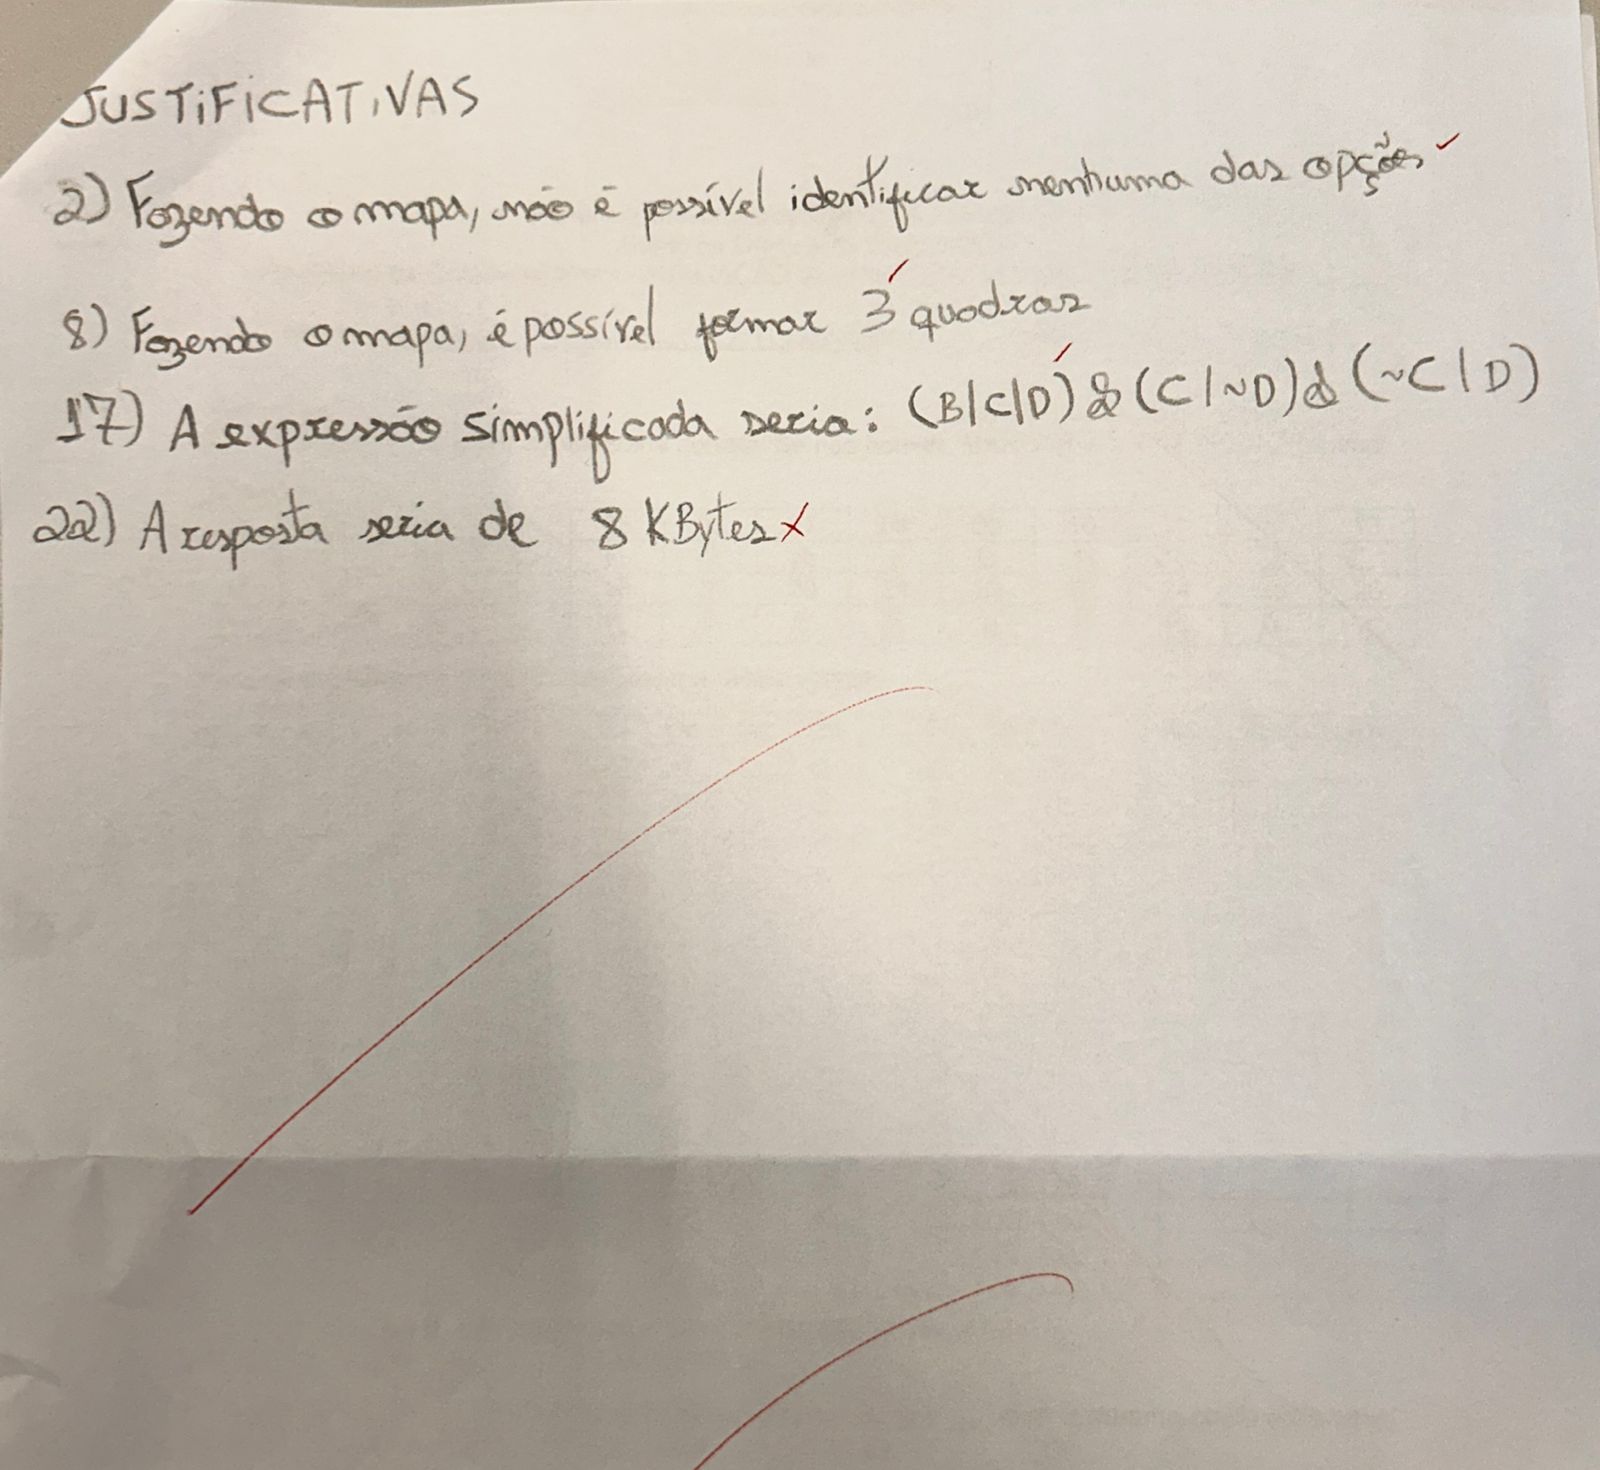 JUSTIFICATIVAS
2) Fazendo o mapa, não é possível identificar nenhuma das opções
8) Fazendo o mapa, é possível formar 3 quadras
17) A expressão simplificada seria: (B|C|D) & (C|~D) & (~C|D)
22) A resposta seria de 8 KBytes